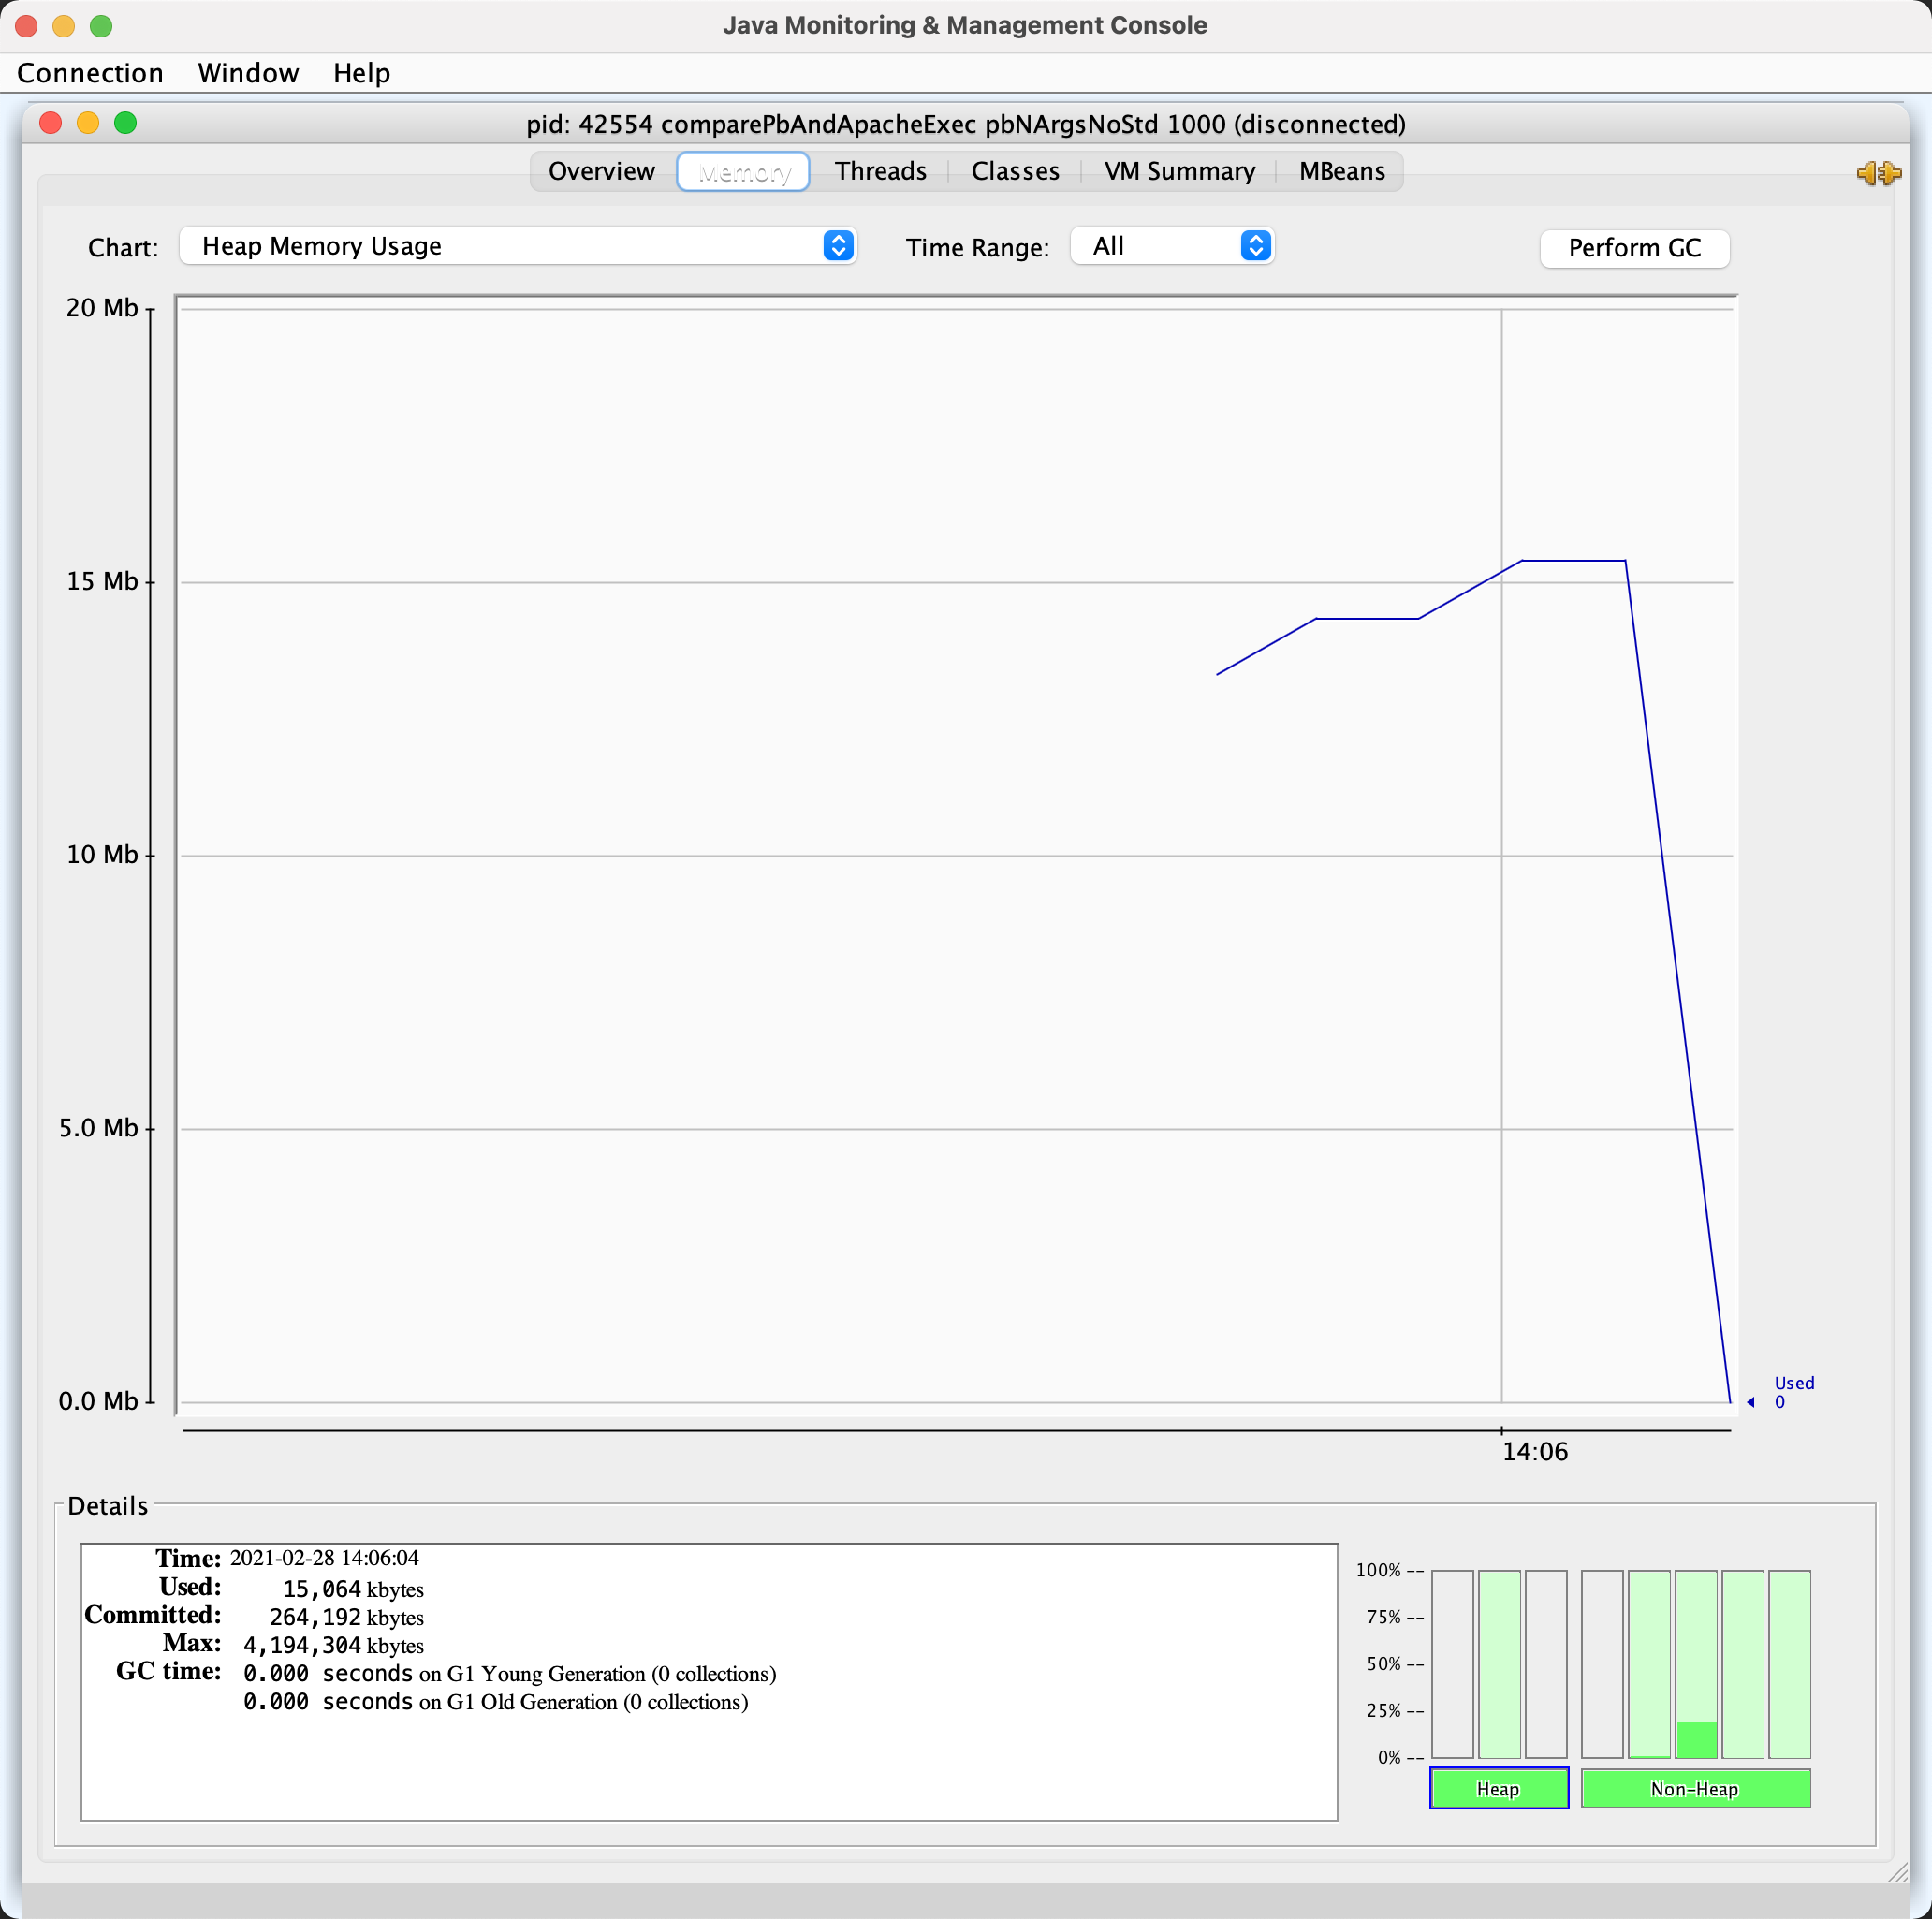 Java Monitoring & Management Console
Connection Window Help
pid: 42554 comparePbAndApacheExec pbNArgsNoStd 1000 (disconnected)
Overview Memory Threads Classes VM Summary MBeans
Chart: Heap Memory Usage Time Range: All Perform GC
20 Mb
15 Mb
10 Mb
5.0 Mb
0.0 Mb
Used
0
14:06
Details
Time: 2021-02-28 14:06:04
Used: 15,064 kbytes
Committed: 264,192 kbytes
Max: 4,194,304 kbytes
GC time: 0.000 seconds on G1 Young Generation (0 collections)
0.000 seconds on G1 Old Generation (0 collections)
100% --
75% --
50% --
25% --
0% --
Heap Non-Heap